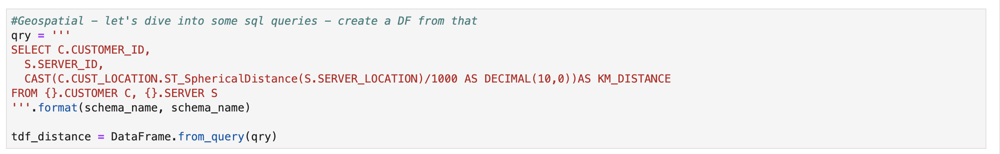 #Geospatial – let's dive into some sql queries – create a DF from that
qry = '''
SELECT C.CUSTOMER_ID,
  S.SERVER_ID,
  CAST(C.CUST_LOCATION.ST_SphericalDistance(S.SERVER_LOCATION)/1000 AS DECIMAL(10,0))AS KM_DISTANCE
FROM {}.CUSTOMER C, {}.SERVER S
'''.format(schema_name, schema_name)

tdf_distance = DataFrame.from_query(qry)